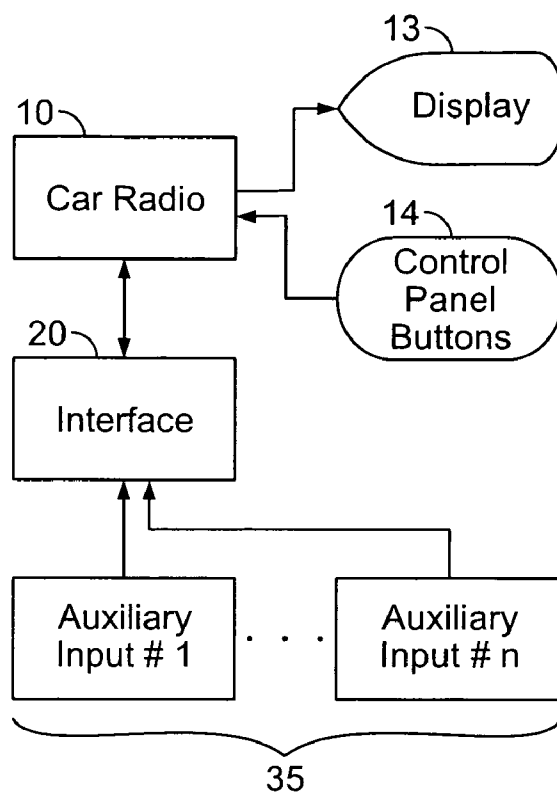 13
Display
10
Car Radio
14
Control
Panel
Buttons
20
Interface
Auxiliary
Input # 1
. . .
Auxiliary
Input # n
35